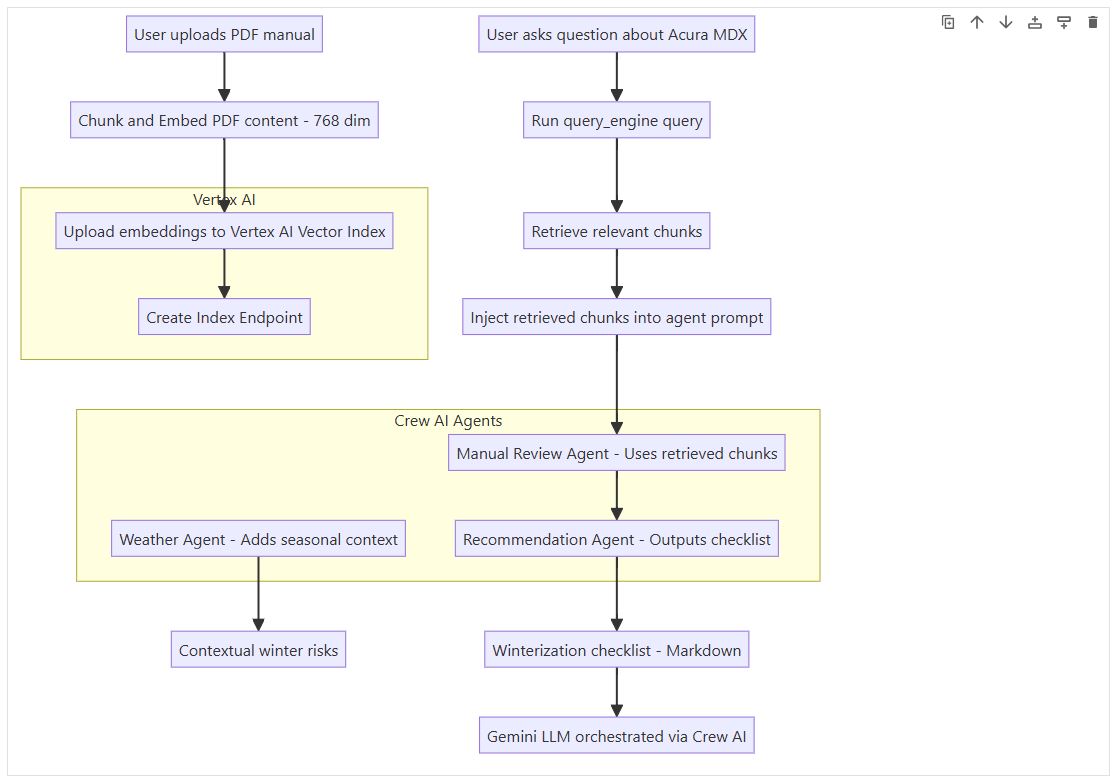 User uploads PDF manual
User asks question about Acura MDX
Chunk and Embed PDF content - 768 dim
Run query_engine query
Vertex AI
Upload embeddings to Vertex AI Vector Index
Retrieve relevant chunks
Create Index Endpoint
Inject retrieved chunks into agent prompt
Crew AI Agents
Manual Review Agent - Uses retrieved chunks
Weather Agent - Adds seasonal context
Recommendation Agent - Outputs checklist
Contextual winter risks
Winterization checklist - Markdown
Gemini LLM orchestrated via Crew AI